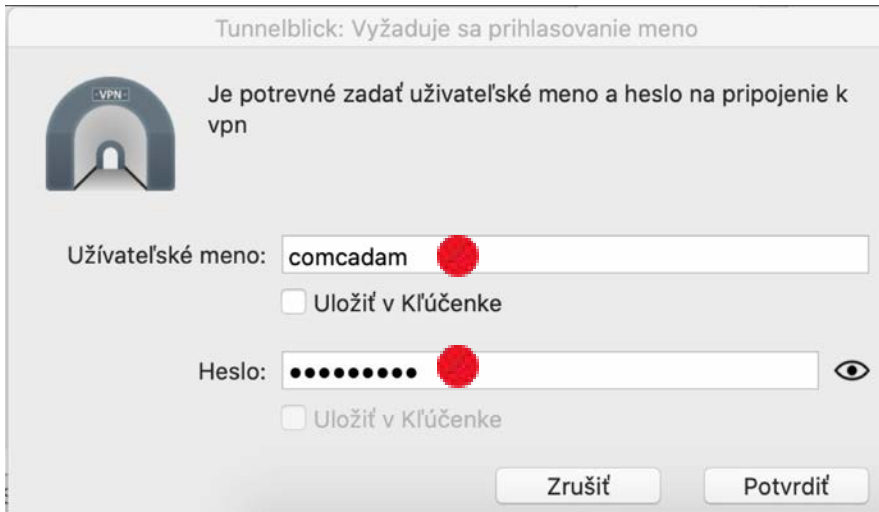 Tunnelblick: Vyžaduje sa prihlasovanie meno
·VPN·
Je potrevné zadať uživateľské meno a heslo na pripojenie k
vpn
Užívateľské meno: comcadam
Uložiť v Kľúčenke
Heslo: •••••••••
Uložiť v Kľúčenke
Zrušiť Potvrdiť